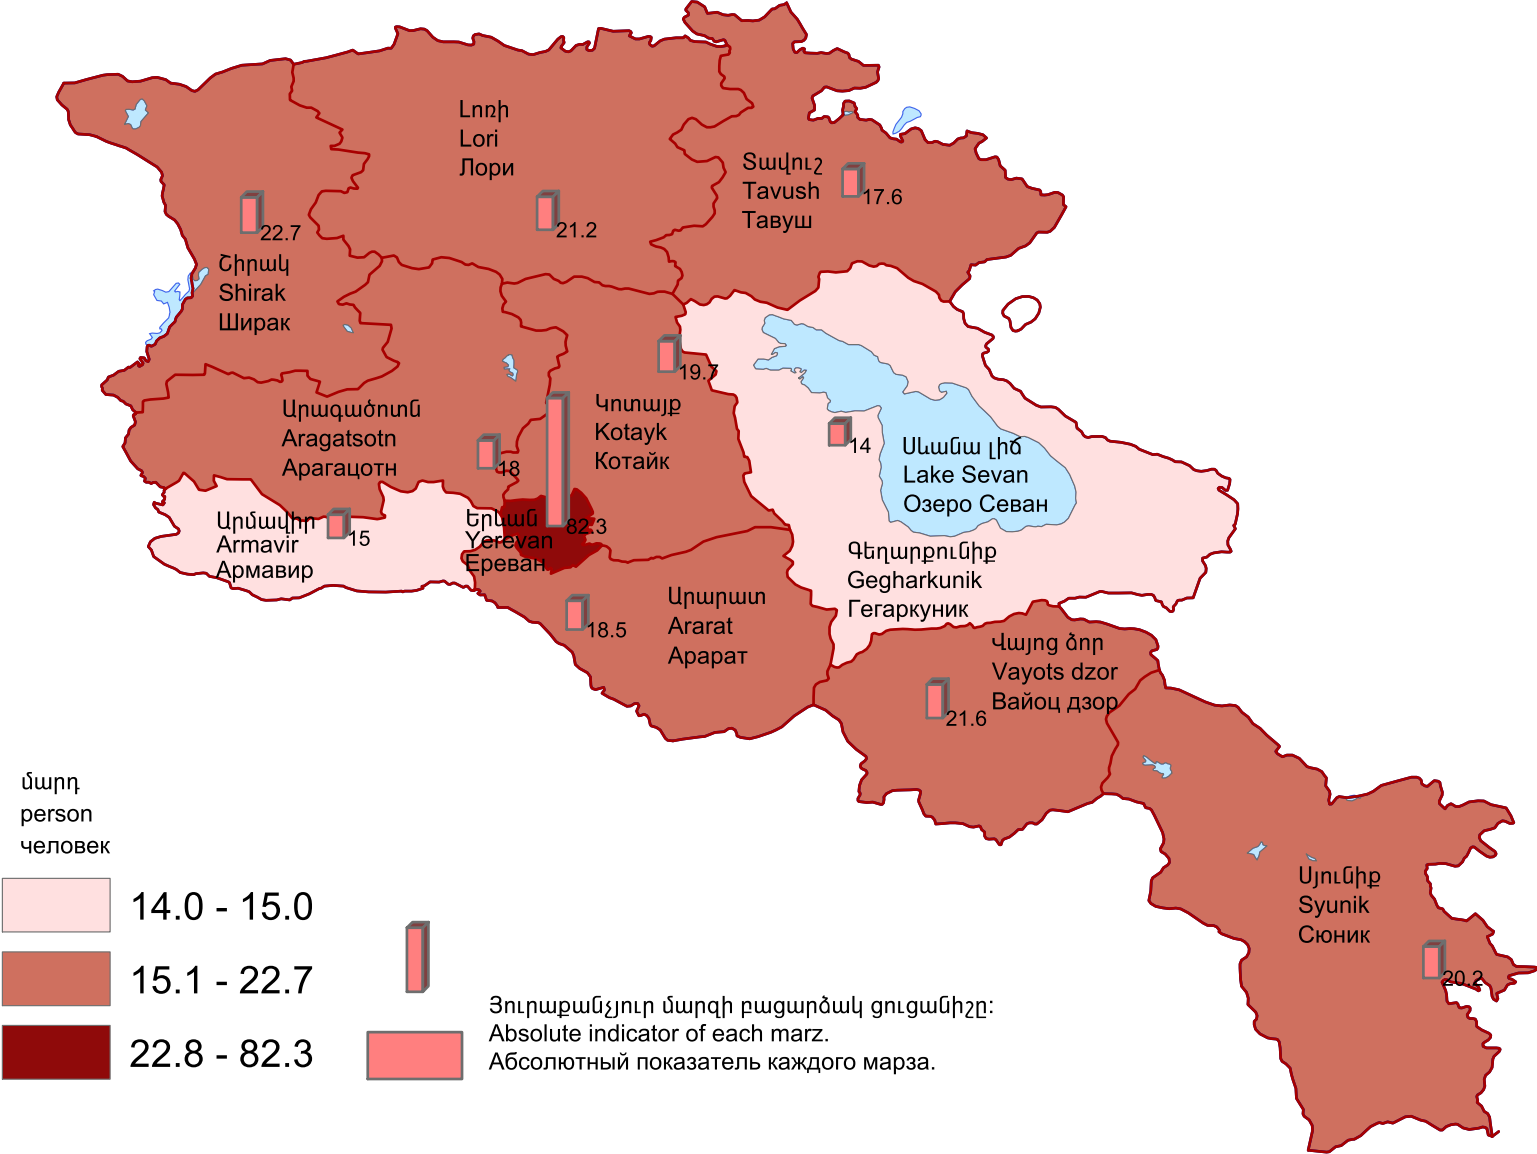 Լոռի
Lori
Лори
21.2
Տավուշ
Tavush
Тавуш
17.6
22.7
Շիրակ
Shirak
Ширак
19.7
Արագածոտն
Aragatsotn
Арагацотн
18
Կոտայք
Kotayk
Котайк
14
Սևանա լիճ
Lake Sevan
Озеро Севан
Արմավիր
Armavir
Армавир
15
Երևան
Yerevan
Ереван
82.3
Գեղարքունիք
Gegharkunik
Гегаркуник
Արարատ
Ararat
Арарат
18.5
Վայոց ձոր
Vayots dzor
Вайоц дзор
21.6
Սյունիք
Syunik
Сюник
20.2
մարդ
person
человек
14.0 - 15.0
15.1 - 22.7
22.8 - 82.3
Յուրաքանչյուր մարզի բացարձակ ցուցանիշը:
Absolute indicator of each marz.
Абсолютный показатель каждого марза.